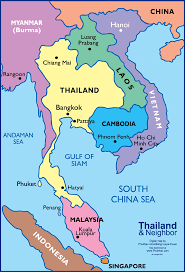 CHINA
MYANMAR
(Burma)
Hanoi
Luang
Prabang
Chiang Mai
LAOS
VIETNAM
Rangoon
THAILAND
Bangkok
Pattaya
CAMBODIA
Phnom Penh
Ho Chi
Minh City
ANDAMAN
SEA
GULF OF
SIAM
Phuket
Hatyai
SOUTH
CHINA SEA
Penang
MALAYSIA
Kuala
Lumpur
INDONESIA
SINGAPORE
Thailand
& Neighbor